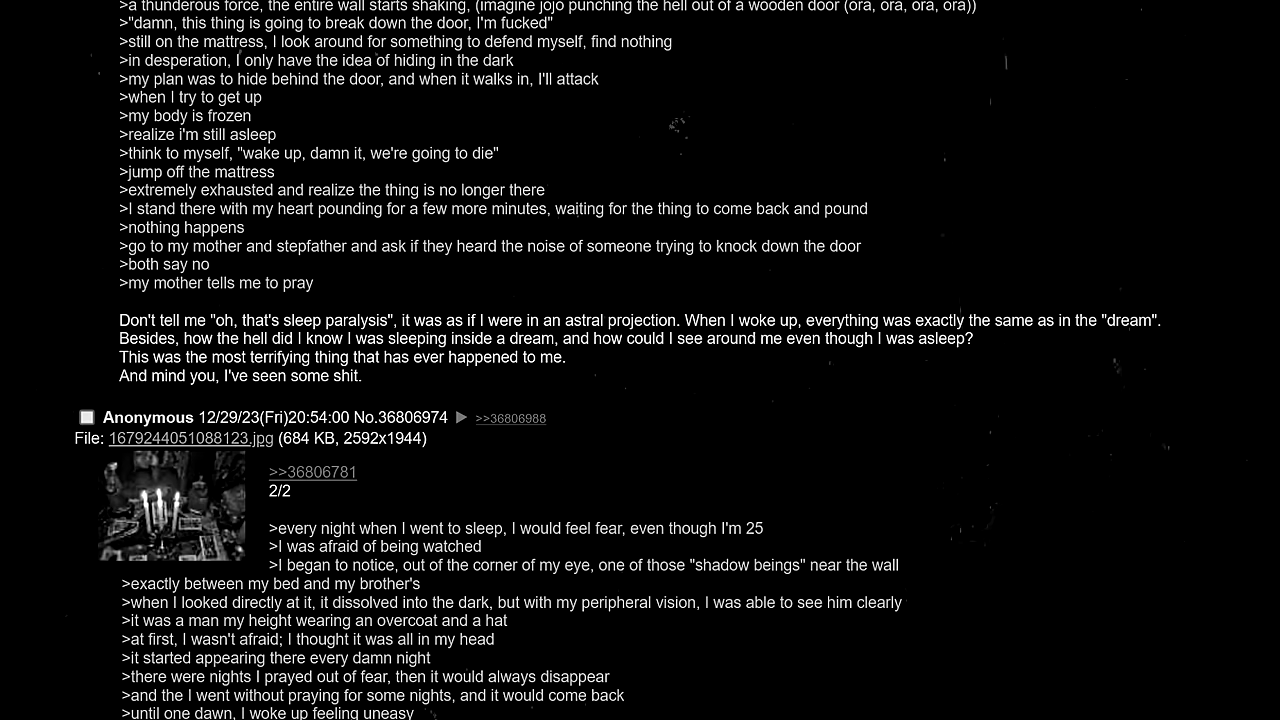 >a thunderous force, the entire wall starts shaking, (imagine jojo punching the hell out of a wooden door (ora, ora, ora, ora))
>"damn, this thing is going to break down the door, I'm fucked"
>still on the mattress, I look around for something to defend myself, find nothing
>in desperation, I only have the idea of hiding in the dark
>my plan was to hide behind the door, and when it walks in, I'll attack
>when I try to get up
>my body is frozen
>realize i'm still asleep
>think to myself, "wake up, damn it, we're going to die"
>jump off the mattress
>extremely exhausted and realize the thing is no longer there
>I stand there with my heart pounding for a few more minutes, waiting for the thing to come back and pound
>nothing happens
>go to my mother and stepfather and ask if they heard the noise of someone trying to knock down the door
>both say no
>my mother tells me to pray
Don't tell me "oh, that's sleep paralysis", it was as if I were in an astral projection. When I woke up, everything was exactly the same as in the "dream".
Besides, how the hell did I know I was sleeping inside a dream, and how could I see around me even though I was asleep?
This was the most terrifying thing that has ever happened to me.
And mind you, I've seen some shit.
Anonymous 12/29/23(Fri)20:54:00 No.36806974 ▶ >>36806988
File: 1679244051088123.jpg (684 KB, 2592x1944)
>>36806781
2/2
>every night when I went to sleep, I would feel fear, even though I'm 25
>I was afraid of being watched
>I began to notice, out of the corner of my eye, one of those "shadow beings" near the wall
>exactly between my bed and my brother's
>when I looked directly at it, it dissolved into the dark, but with my peripheral vision, I was able to see him clearly
>it was a man my height wearing an overcoat and a hat
>at first, I wasn't afraid; I thought it was all in my head
>it started appearing there every damn night
>there were nights I prayed out of fear, then it would always disappear
>and the I went without praying for some nights, and it would come back
>until one dawn, I woke up feeling uneasy